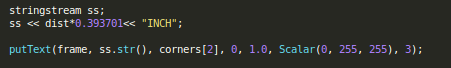 stringstream ss;
ss << dist*0.393701<< "INCH";
putText(frame, ss.str(), corners[2], 0, 1.0, Scalar(0, 255, 255), 3);